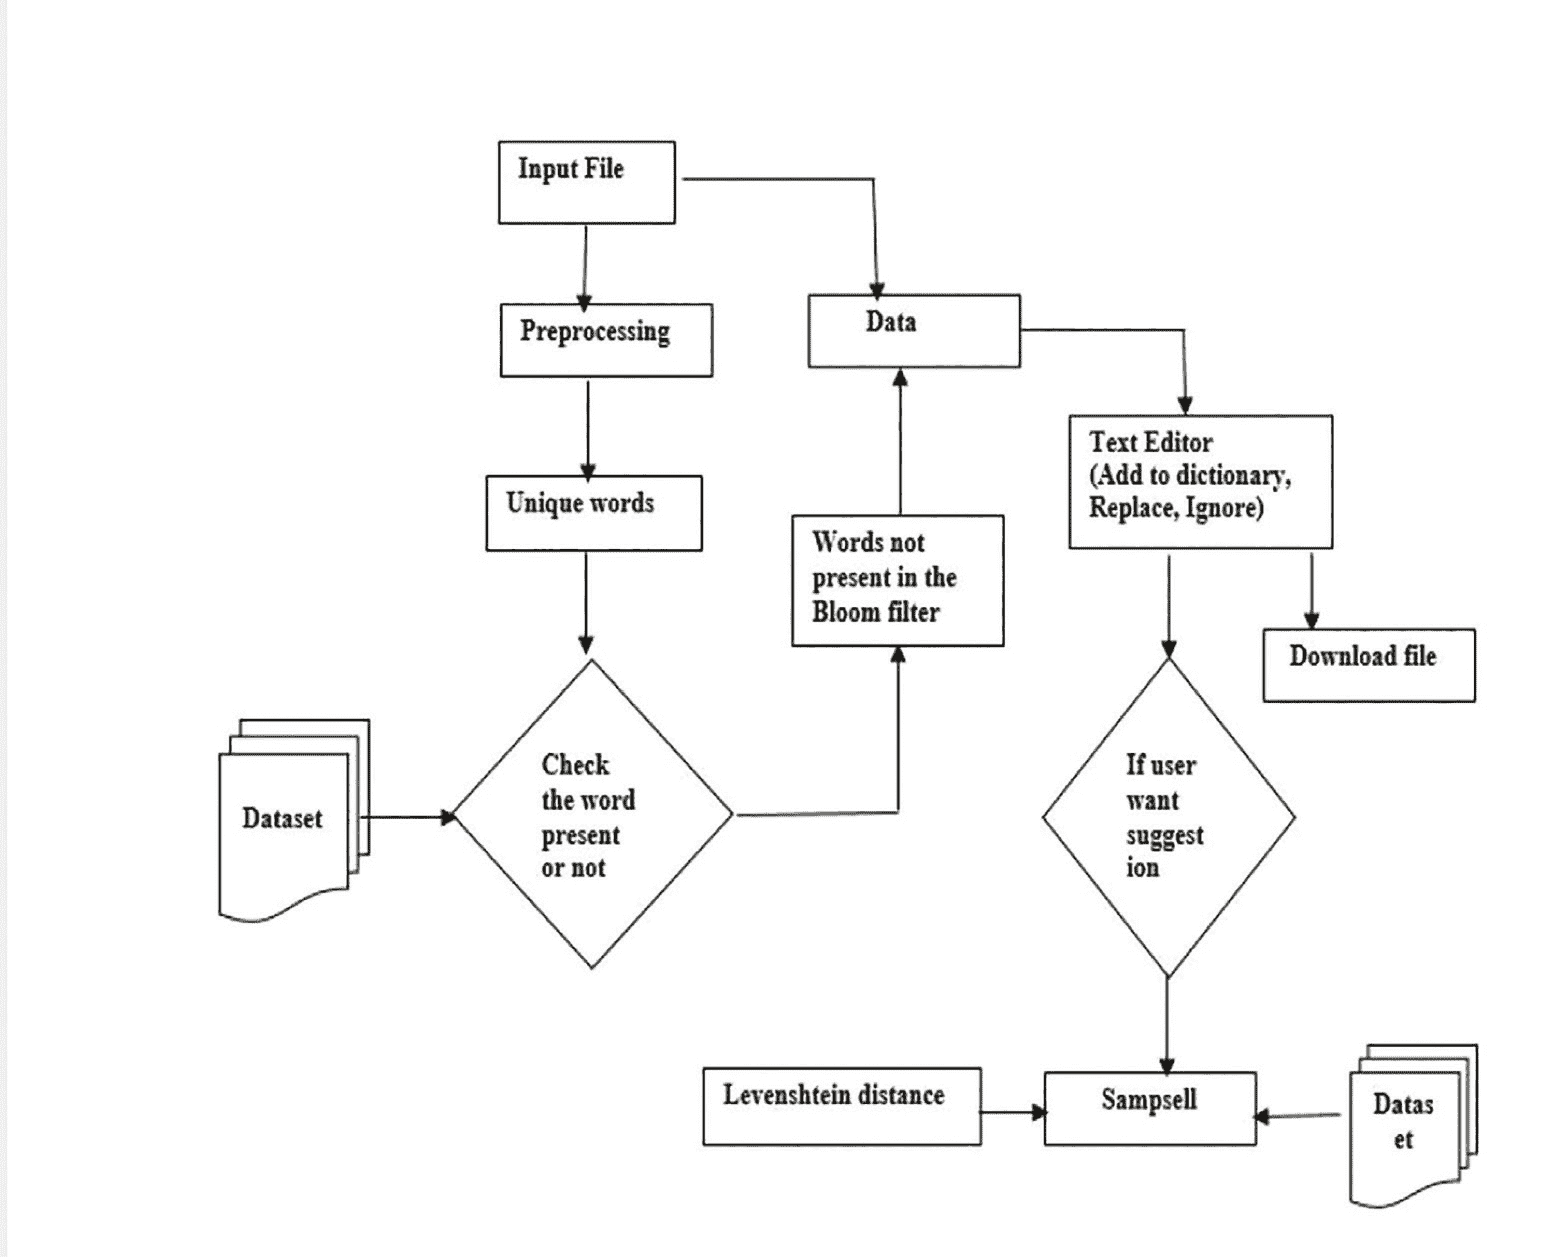 Input File
Preprocessing
Data
Text Editor
(Add to dictionary,
Replace, Ignore)
Unique words
Words not
present in the
Bloom filter
Download file
Dataset
Check
the word
present
or not
If user
want
suggest
ion
Levenshtein distance
Sampsell
Datas
et